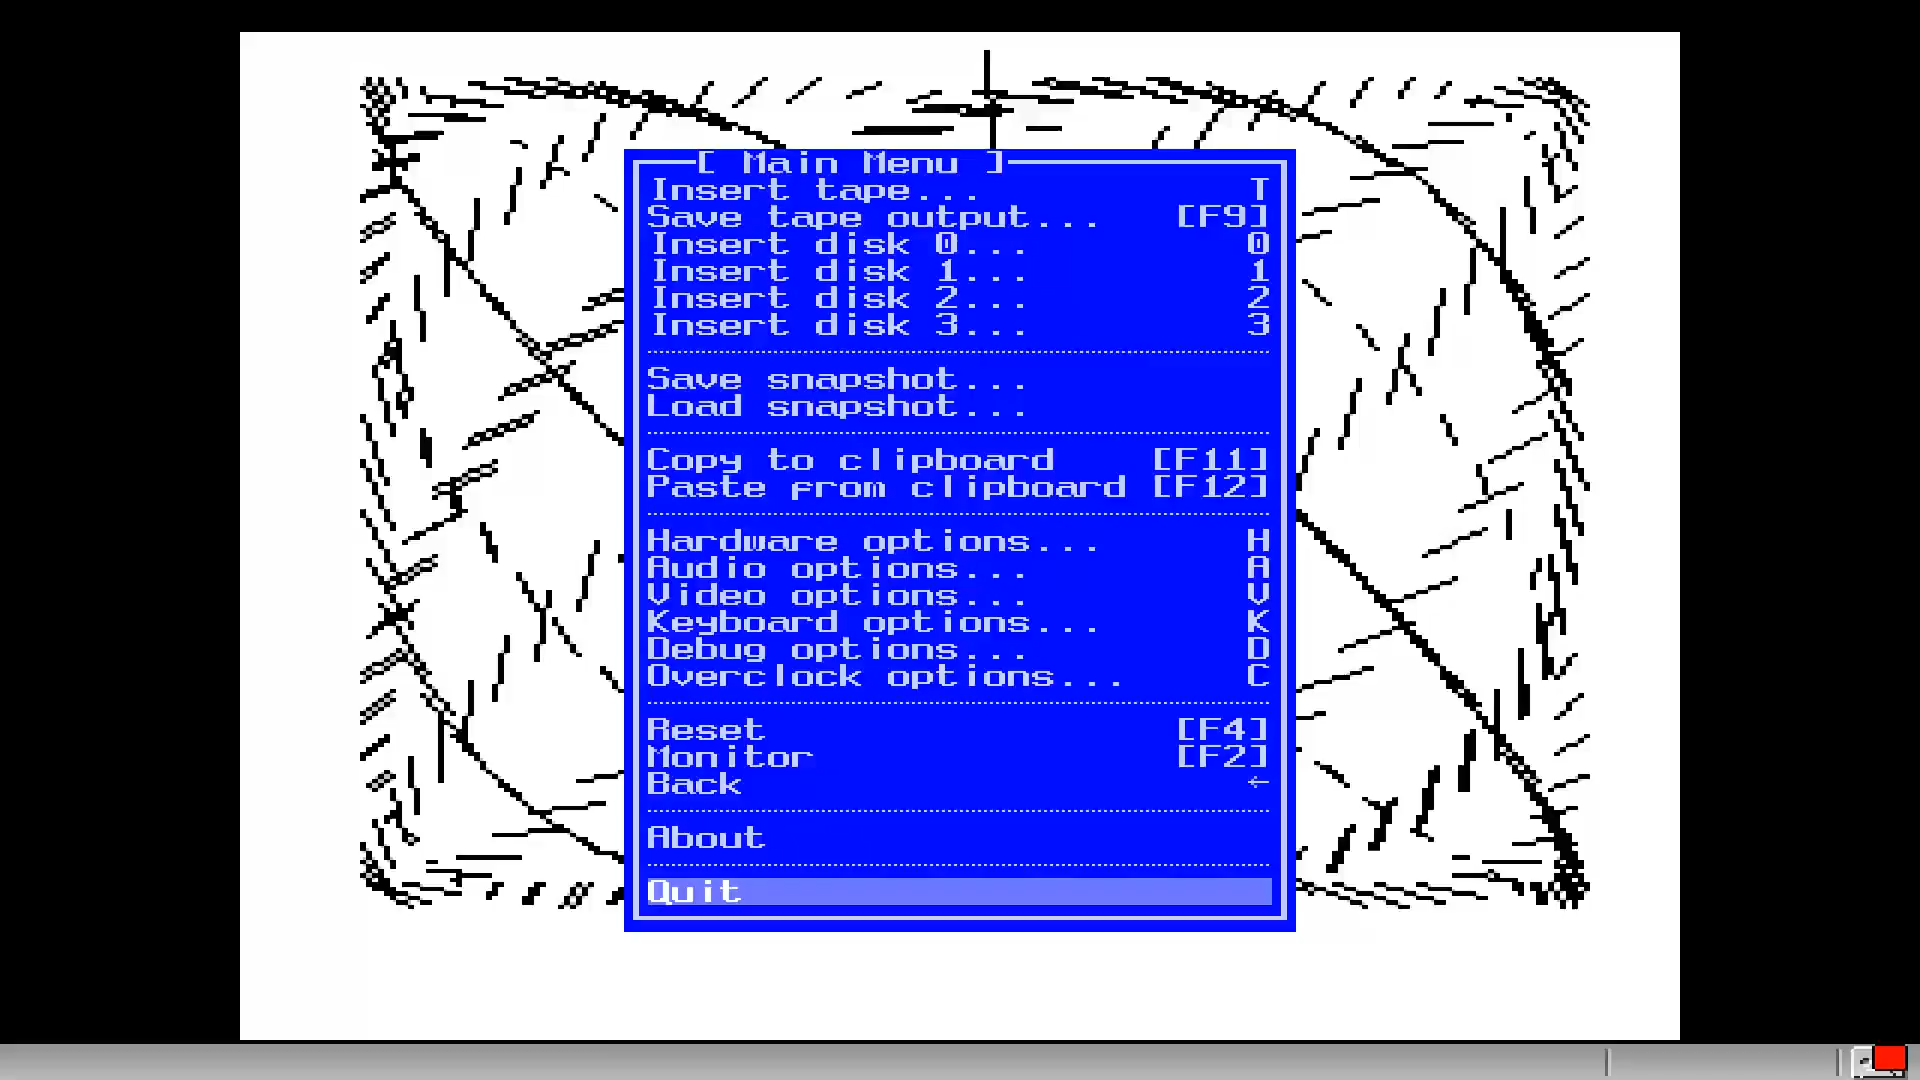 [ Main Menu ]
Insert tape... T
Save tape output... [F9]
Insert disk 0... 0
Insert disk 1... 1
Insert disk 2... 2
Insert disk 3... 3
Save snapshot...
Load snapshot...
Copy to clipboard [F11]
Paste from clipboard [F12]
Hardware options... H
Audio options... A
Video options... V
Keyboard options... K
Debug options... D
Overclock options... C
Reset [F4]
Monitor [F2]
Back ←
About
Quit